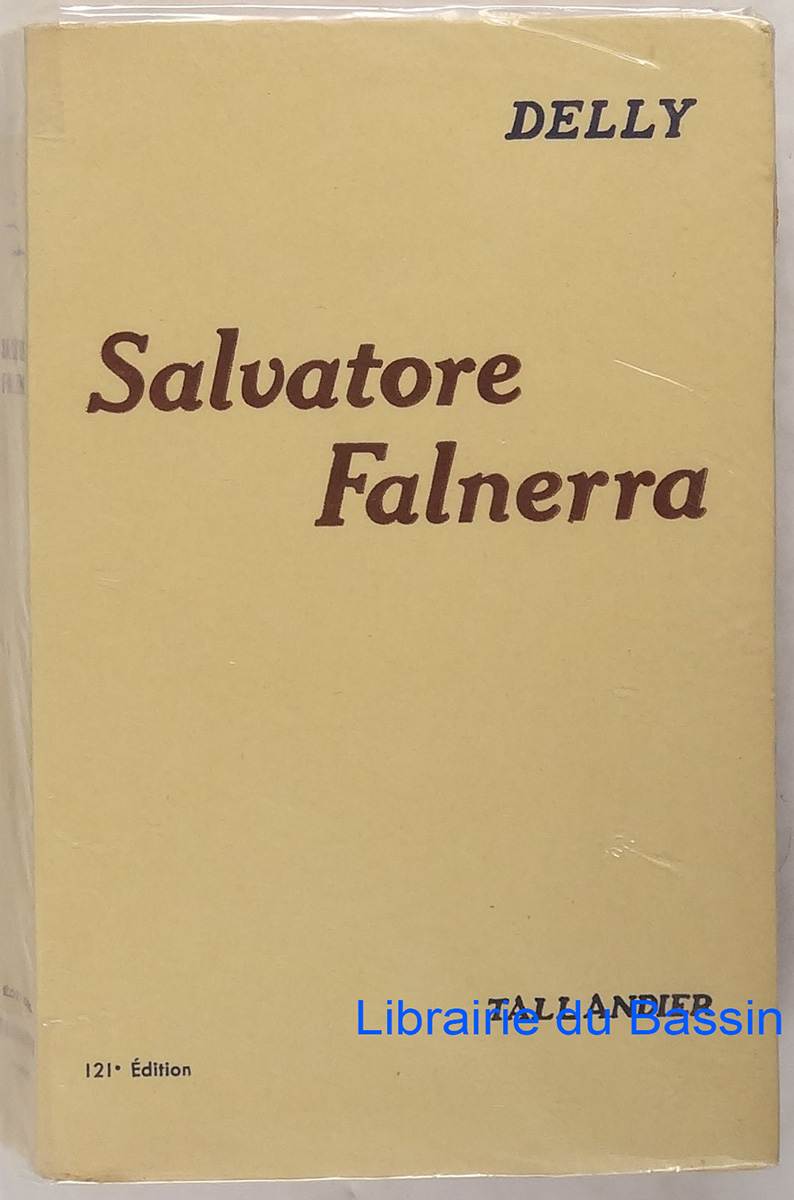 DELLY
Salvatore
Falnerra
TALLANDIER
Librairie du Bassin
121e Édition